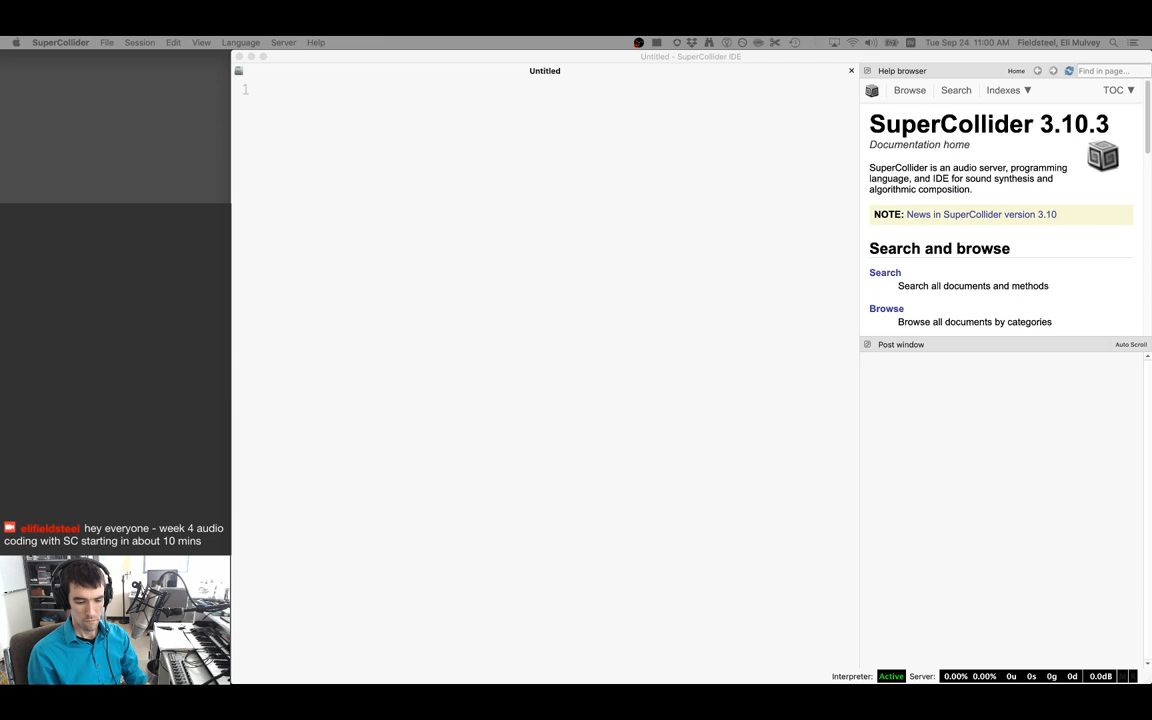 SuperCollider File Session Edit View Language Server Help
Tue Sep 24 11:00 AM Fieldsteel, Eli Mulvey
Untitled - SuperCollider IDE
Untitled
1
Help browser Home Find in page...
Browse Search Indexes ▼ TOC ▼
SuperCollider 3.10.3
Documentation home
SuperCollider is an audio server, programming
language, and IDE for sound synthesis and
algorithmic composition.
NOTE: News in SuperCollider version 3.10
Search and browse
Search
Search all documents and methods
Browse
Browse all documents by categories
Post window Auto Scroll
elifieldsteel hey everyone - week 4 audio
coding with SC starting in about 10 mins
Interpreter: Active Server: 0.00% 0.00% 0u 0s 0g 0d 0.0dB